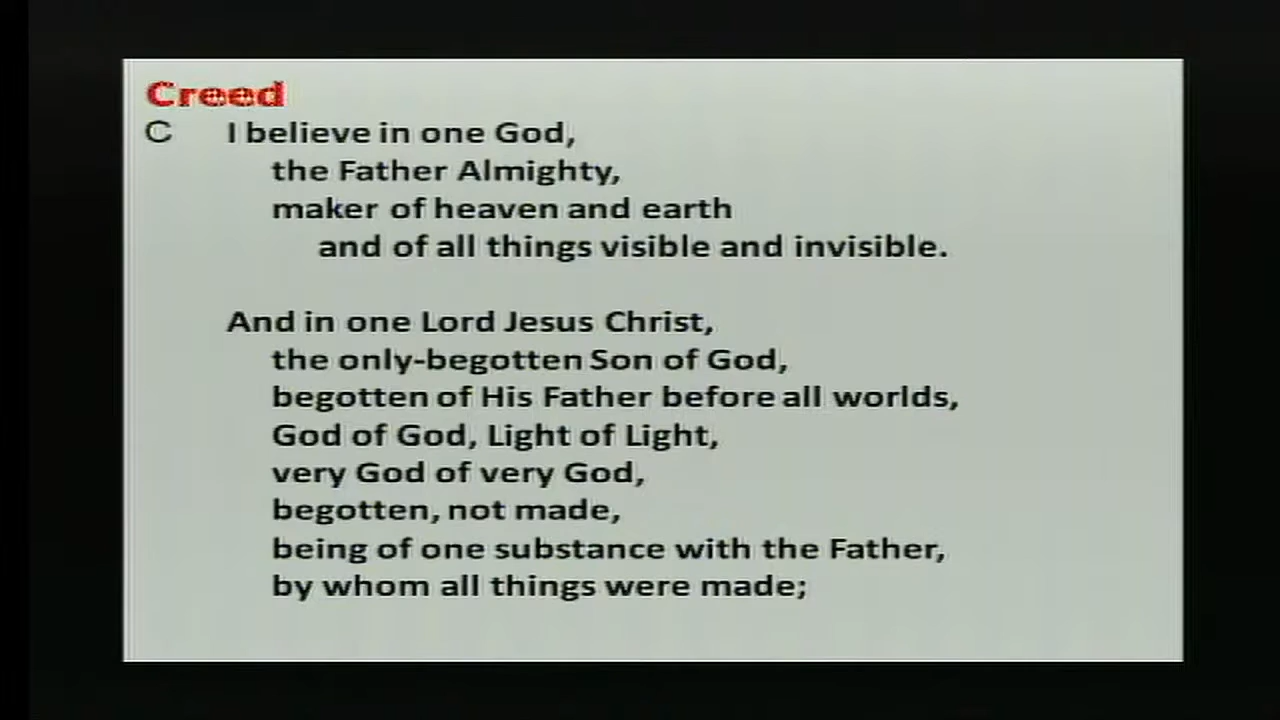 Creed
C I believe in one God,
the Father Almighty,
maker of heaven and earth
and of all things visible and invisible.
And in one Lord Jesus Christ,
the only-begotten Son of God,
begotten of His Father before all worlds,
God of God, Light of Light,
very God of very God,
begotten, not made,
being of one substance with the Father,
by whom all things were made;